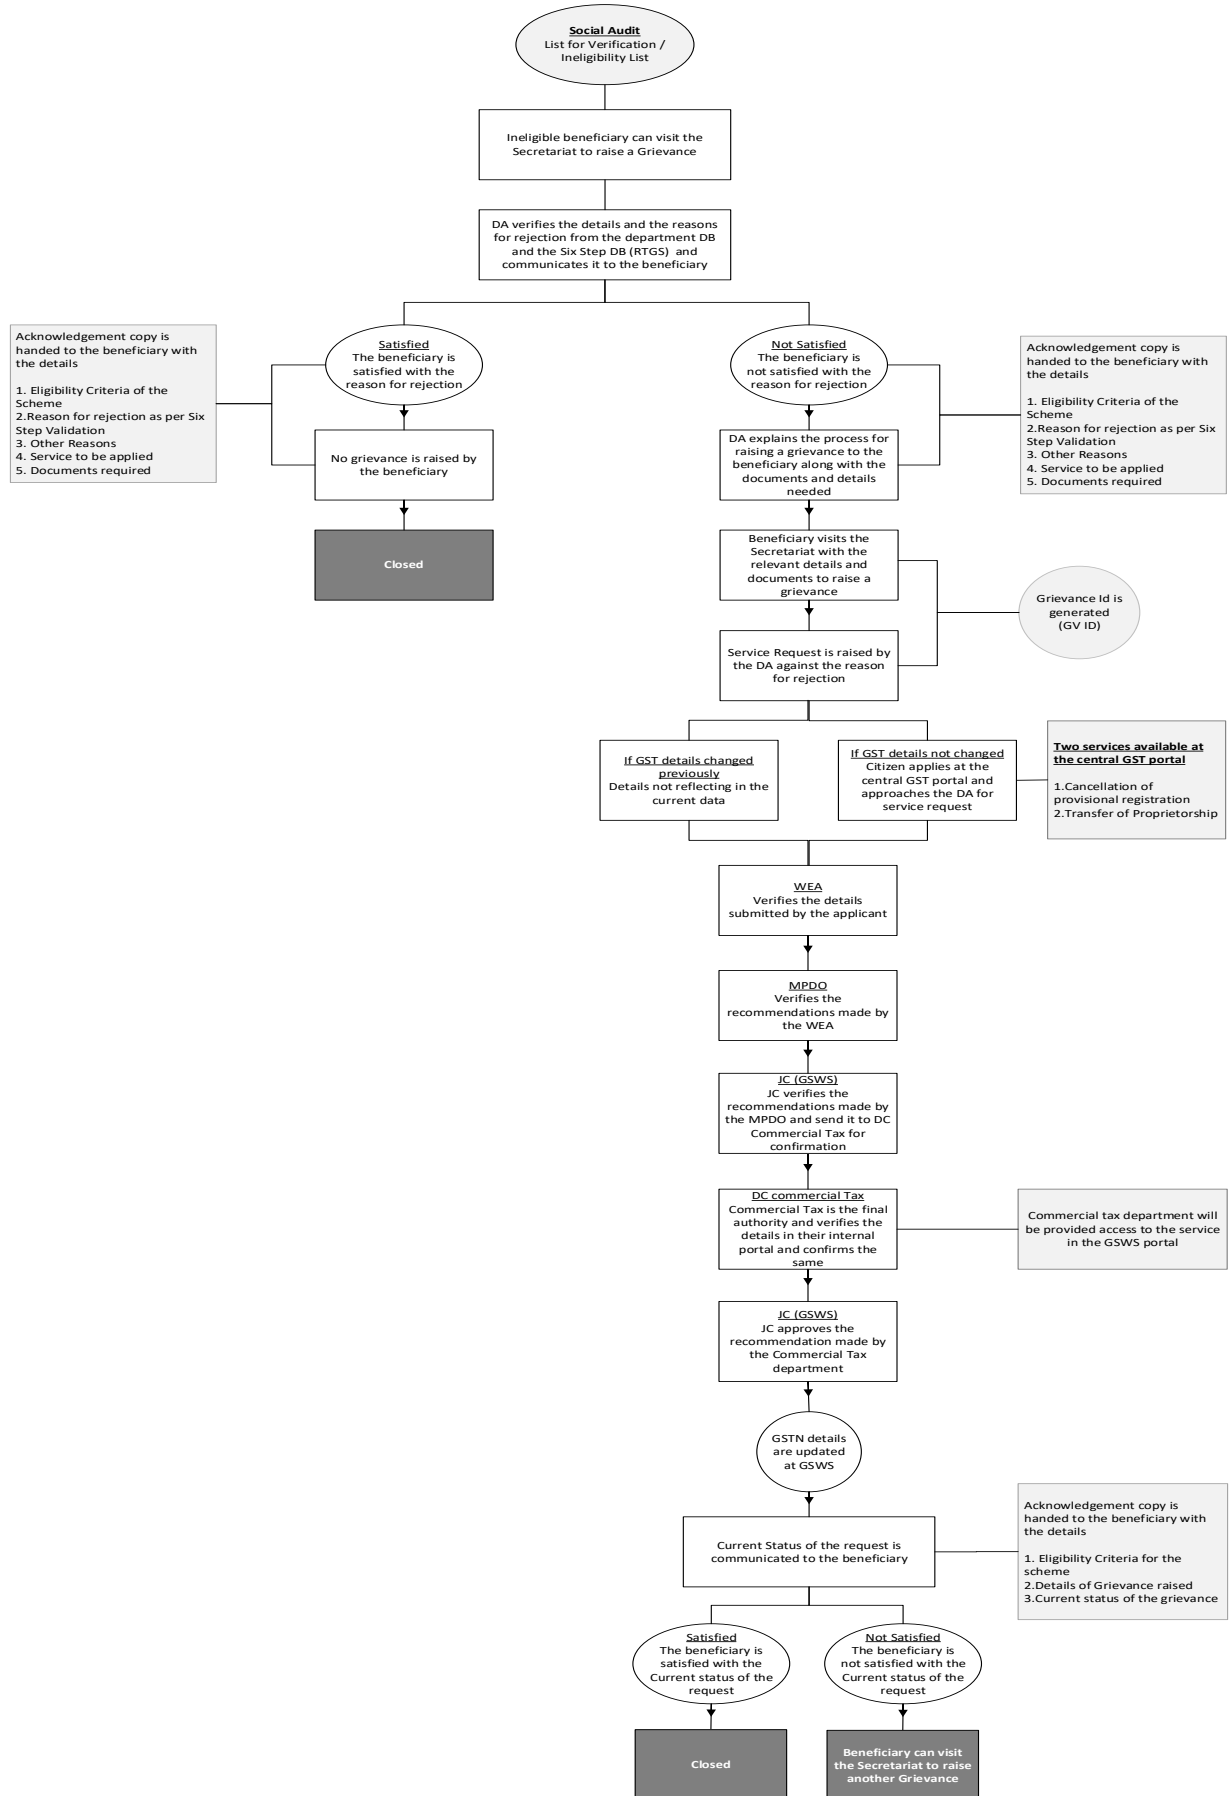 Social Audit
List for Verification /
Ineligibility List
Ineligible beneficiary can visit the
Secretariat to raise a Grievance
DA verifies the details and the reasons
for rejection from the department DB
and the Six Step DB (RTGS) and
communicates it to the beneficiary
Acknowledgement copy is
handed to the beneficiary with
the details
1. Eligibility Criteria of the
Scheme
2.Reason for rejection as per Six
Step Validation
3. Other Reasons
4. Service to be applied
5. Documents required
Satisfied
The beneficiary is
satisfied with the
reason for rejection
No grievance is raised by
the beneficiary
Closed
Not Satisfied
The beneficiary is
not satisfied with the
reason for rejection
DA explains the process for
raising a grievance to the
beneficiary along with the
documents and details
needed
Acknowledgement copy is
handed to the beneficiary with
the details
1. Eligibility Criteria of the
Scheme
2.Reason for rejection as per Six
Step Validation
3. Other Reasons
4. Service to be applied
5. Documents required
Beneficiary visits the
Secretariat with the
relevant details and
documents to raise a
grievance
Grievance Id is
generated
(GV ID)
Service Request is raised by
the DA against the reason
for rejection
If GST details changed
previously
Details not reflecting in the
current data
If GST details not changed
Citizen applies at the
central GST portal and
approaches the DA for
service request
Two services available at
the central GST portal
1.Cancellation of
provisional registration
2.Transfer of Proprietorship
WEA
Verifies the details
submitted by the applicant
MPDO
Verifies the
recommendations made by
the WEA
JC (GSWS)
JC verifies the
recommendations made by
the MPDO and send it to DC
Commercial Tax for
confirmation
DC commercial Tax
Commercial Tax is the final
authority and verifies the
details in their internal
portal and confirms the
same
Commercial tax department will
be provided access to the service
in the GSWS portal
JC (GSWS)
JC approves the
recommendation made by
the Commercial Tax
department
GSTN details
are updated
at GSWS
Current Status of the request is
communicated to the beneficiary
Acknowledgement copy is
handed to the beneficiary with
the details
1. Eligibility Criteria for the
scheme
2.Details of Grievance raised
3.Current status of the grievance
Satisfied
The beneficiary is
satisfied with the
Current status of the
request
Not Satisfied
The beneficiary is
not satisfied with the
Current status of the
request
Closed
Beneficiary can visit
the Secretariat to raise
another Grievance